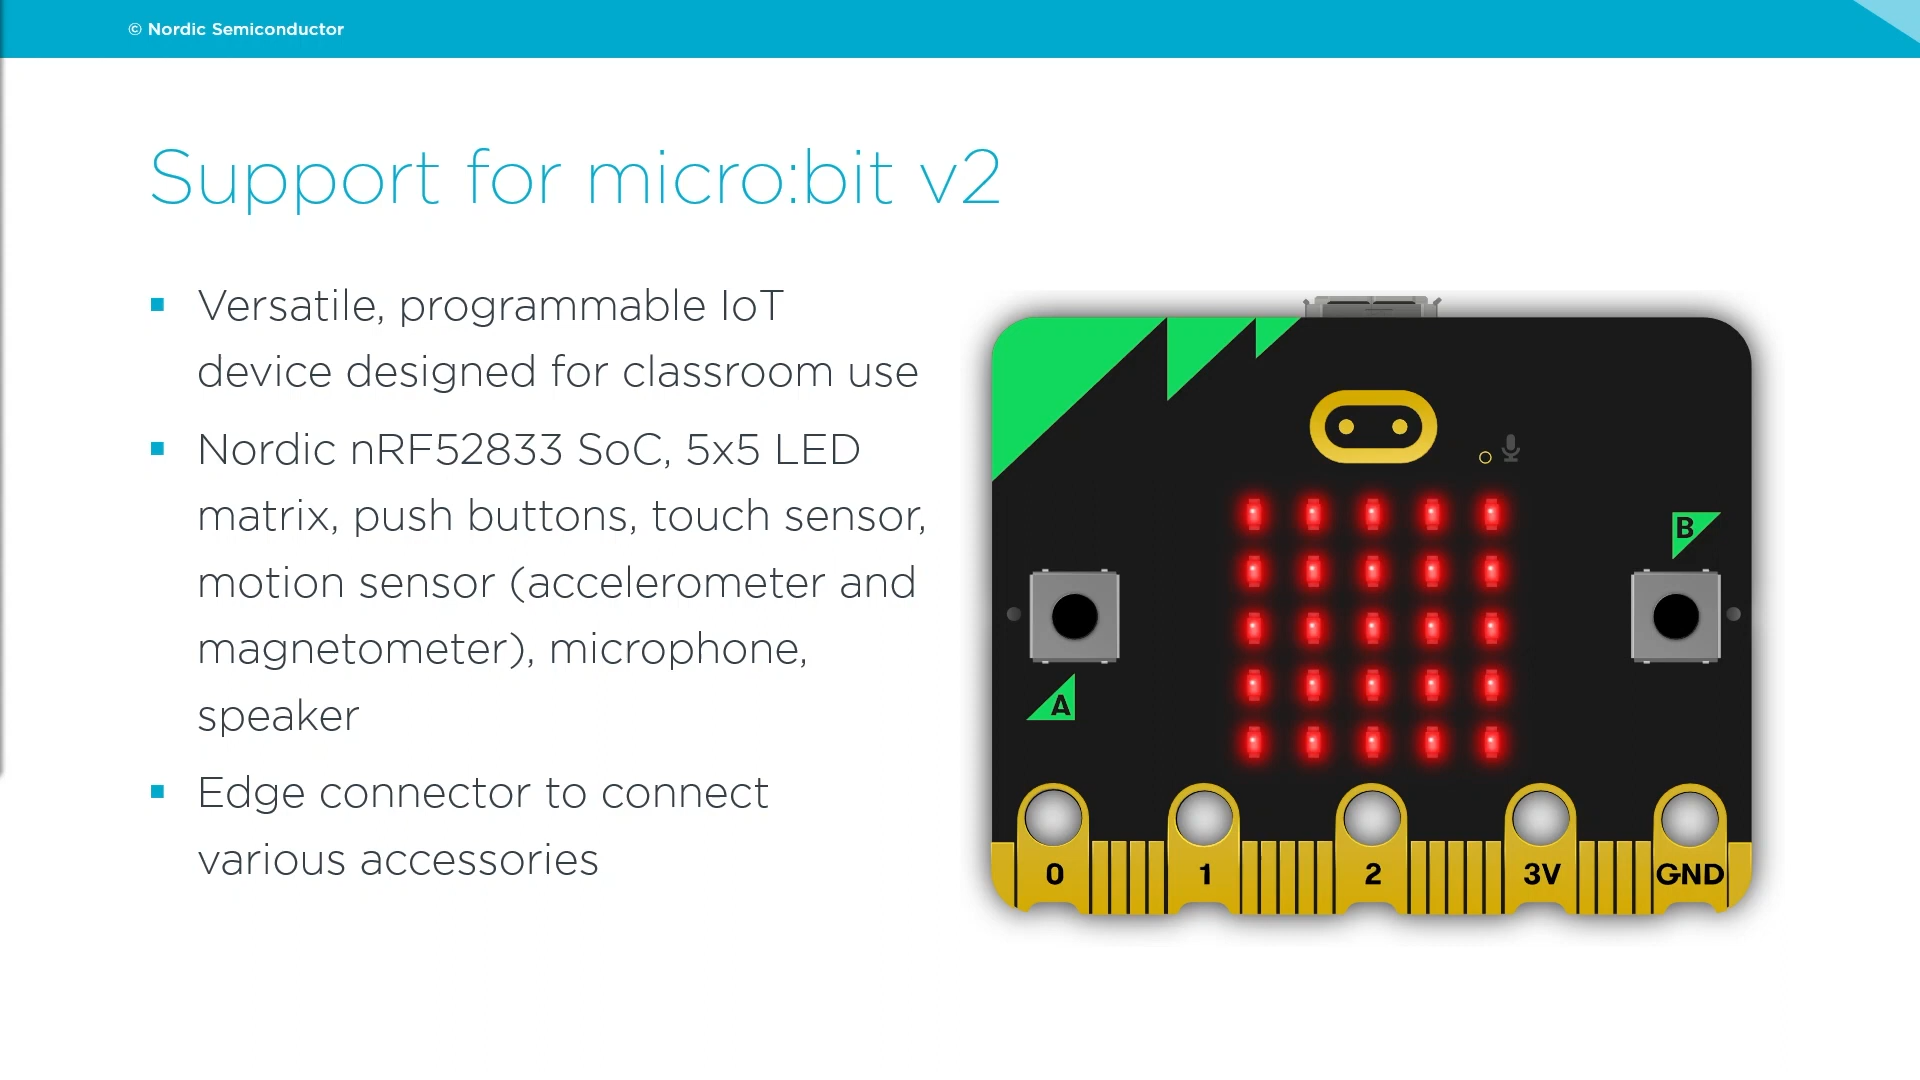 © Nordic Semiconductor
Support for micro:bit v2
Versatile, programmable IoT
device designed for classroom use
Nordic nRF52833 SoC, 5x5 LED
matrix, push buttons, touch sensor,
motion sensor (accelerometer and
magnetometer), microphone,
speaker
Edge connector to connect
various accessories
B
A
0 1 2 3V GND